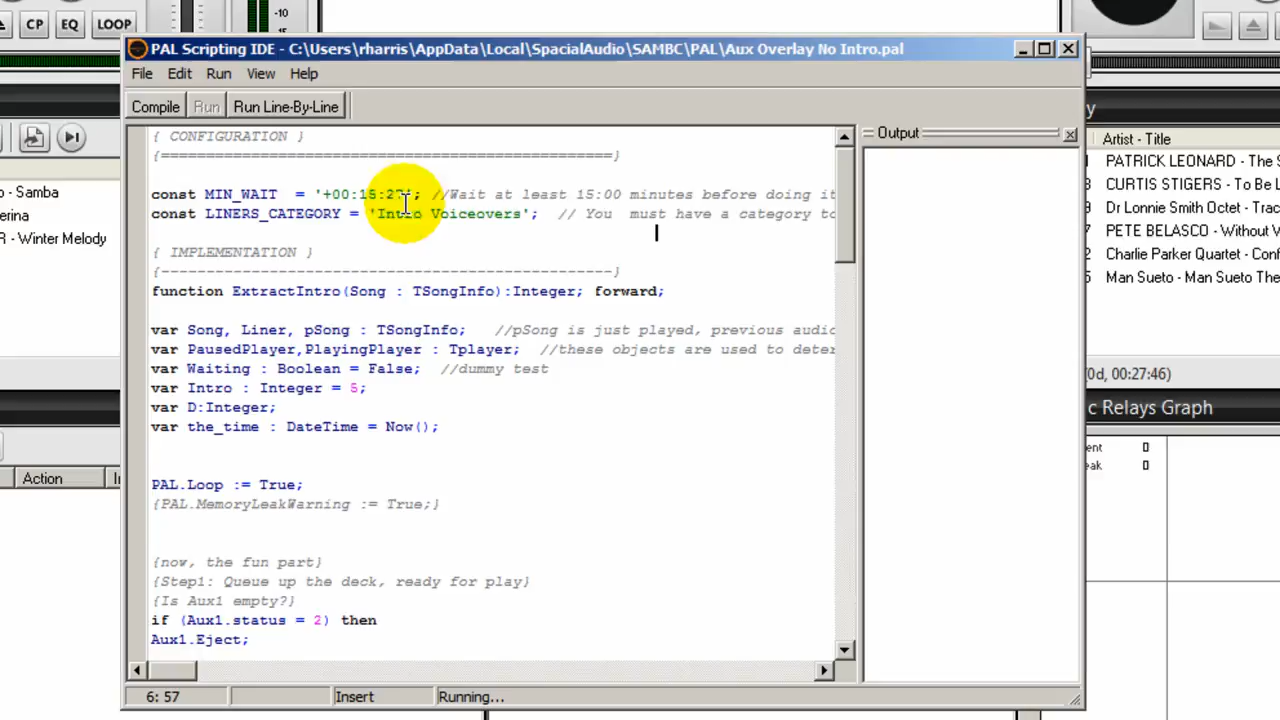 CP EQ LOOP
-10
PAL Scripting IDE - C:\Users\rharris\AppData\Local\SpacialAudio\SAMBC\PAL\Aux Overlay No Intro.pal
File Edit Run View Help
Compile Run Run Line-By-Line
{ CONFIGURATION }
{==================================================}
const MIN_WAIT = '+00:15:27'; //Wait at least 15:00 minutes before doing it
const LINERS_CATEGORY = 'Intro Voiceovers'; // You must have a category to
{ IMPLEMENTATION }
{--------------------------------------------------}
function ExtractIntro(Song : TSongInfo):Integer; forward;
var Song, Liner, pSong : TSongInfo; //pSong is just played, previous audio
var PausedPlayer,PlayingPlayer : Tplayer; //these objects are used to deter
var Waiting : Boolean = False; //dummy test
var Intro : Integer = 5;
var D:Integer;
var the_time : DateTime = Now();
PAL.Loop := True;
{PAL.MemoryLeakWarning := True;}
{now, the fun part}
{Step1: Queue up the deck, ready for play}
{Is Aux1 empty?}
if (Aux1.status = 2) then
Aux1.Eject;
6: 57 Insert Running...
Output
o - Samba
erina
R - Winter Melody
Action
Artist - Title
PATRICK LEONARD - The S
CURTIS STIGERS - To Be L
Dr Lonnie Smith Octet - Trac
PETE BELASCO - Without V
Charlie Parker Quartet - Conf
Man Sueto - Man Sueto The
(0d, 00:27:46)
c Relays Graph
ent 0
eak 0